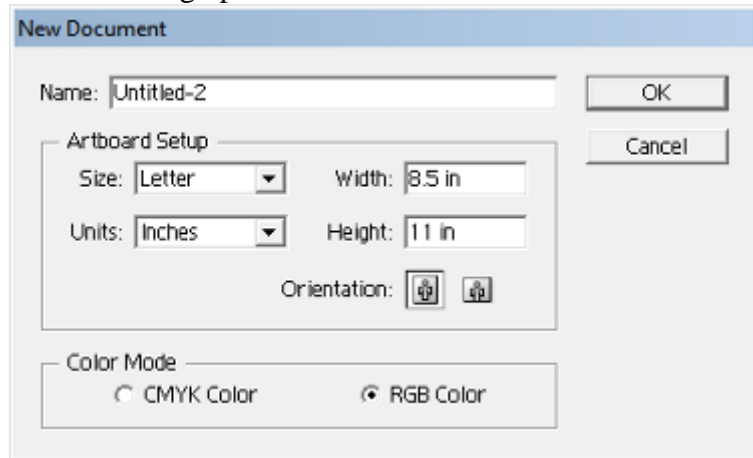 New Document
Name: Untitled-2
OK
Artboard Setup
Cancel
Size: Letter Width: 8.5 in
Units: Inches Height: 11 in
Orientation:
Color Mode
CMYK Color RGB Color